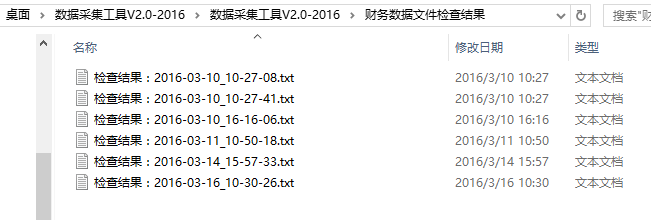 桌面 > 数据采集工具V2.0-2016 > 数据采集工具V2.0-2016 > 财务数据文件检查结果 搜索"财
名称 修改日期 类型
检查结果：2016-03-10_10-27-08.txt 2016/3/10 10:27 文本文档
检查结果：2016-03-10_10-27-41.txt 2016/3/10 10:27 文本文档
检查结果：2016-03-10_16-16-06.txt 2016/3/10 16:16 文本文档
检查结果：2016-03-11_10-50-18.txt 2016/3/11 10:50 文本文档
检查结果：2016-03-14_15-57-33.txt 2016/3/14 15:57 文本文档
检查结果：2016-03-16_10-30-26.txt 2016/3/16 10:30 文本文档